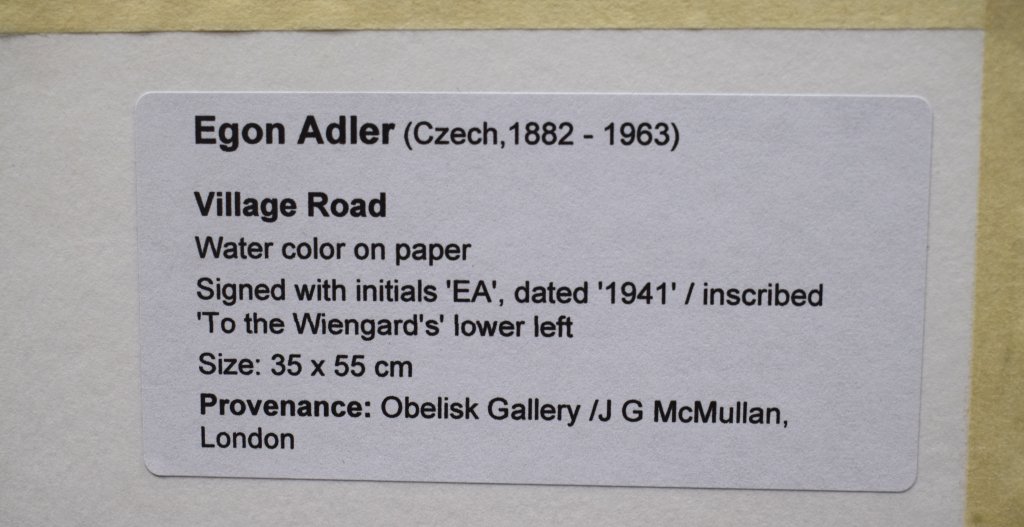 Egon Adler (Czech,1882 - 1963)
Village Road
Water color on paper
Signed with initials 'EA', dated '1941' / inscribed
'To the Wiengard's' lower left
Size: 35 x 55 cm
Provenance: Obelisk Gallery /J G McMullan,
London